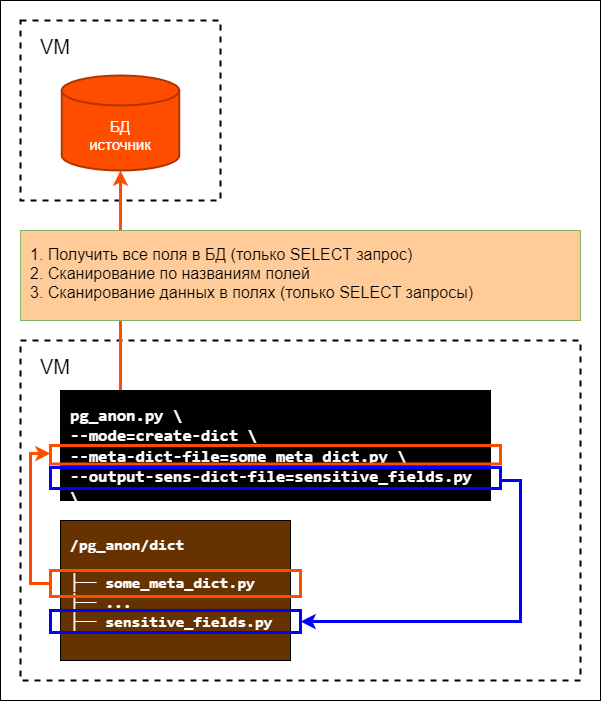 VM
БД
источник
1. Получить все поля в БД (только SELECT запрос)
2. Сканирование по названиям полей
3. Сканирование данных в полях (только SELECT запросы)
VM
pg_anon.py \
--mode=create-dict \
--meta-dict-file=some_meta_dict.py \
--output-sens-dict-file=sensitive_fields.py
\
/pg_anon/dict
├── some_meta_dict.py
├── ...
├── sensitive_fields.py